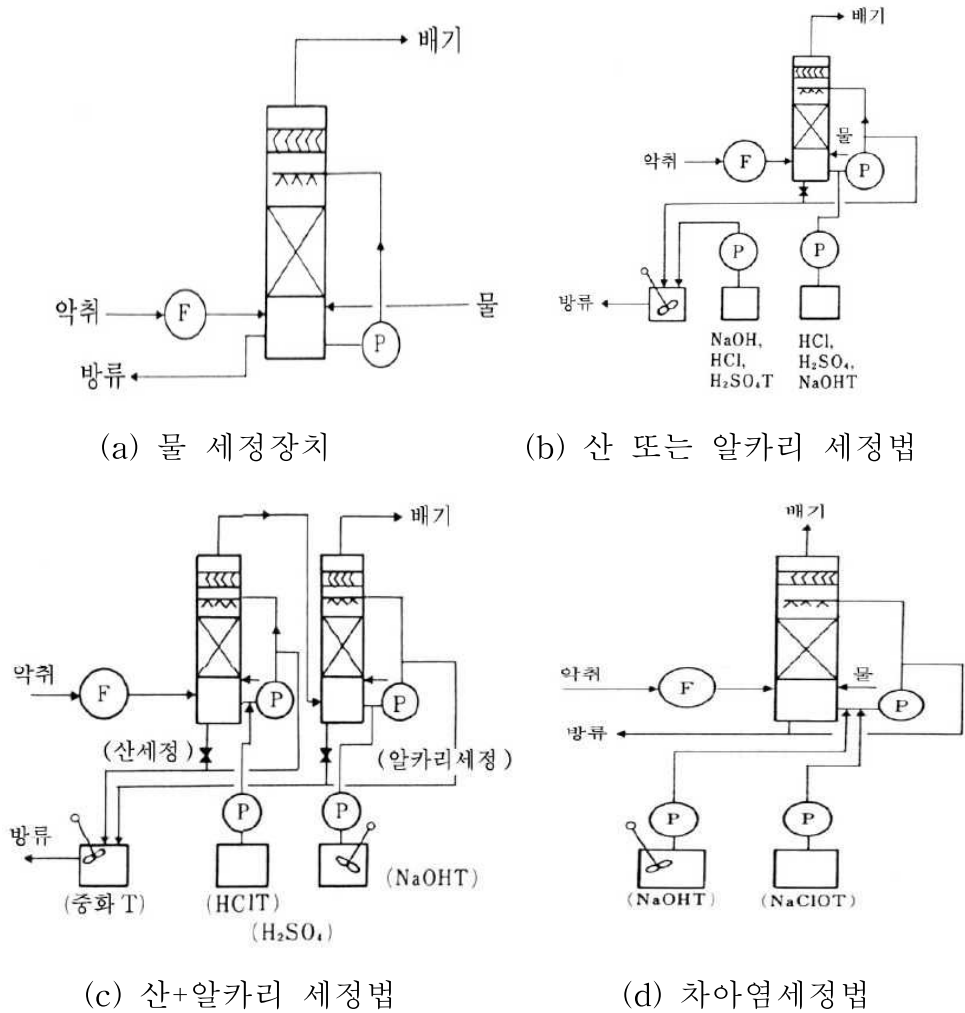 배기
악취
F
물
P
방류
(a) 물 세정장치
배기
악취
F
물
P
P
P
방류
NaOH,
HCl,
H₂SO₄T
HCl,
H₂SO₄,
NaOHT
(b) 산 또는 알카리 세정법
배기
악취
F
P
P
(산세정)
(알카리세정)
P
P
방류
(중화T)
(HClT)
(H₂SO₄)
(NaOHT)
(c) 산+알카리 세정법
배기
악취
F
물
P
방류
P
P
(NaOHT)
(NaClOT)
(d) 차아염세정법